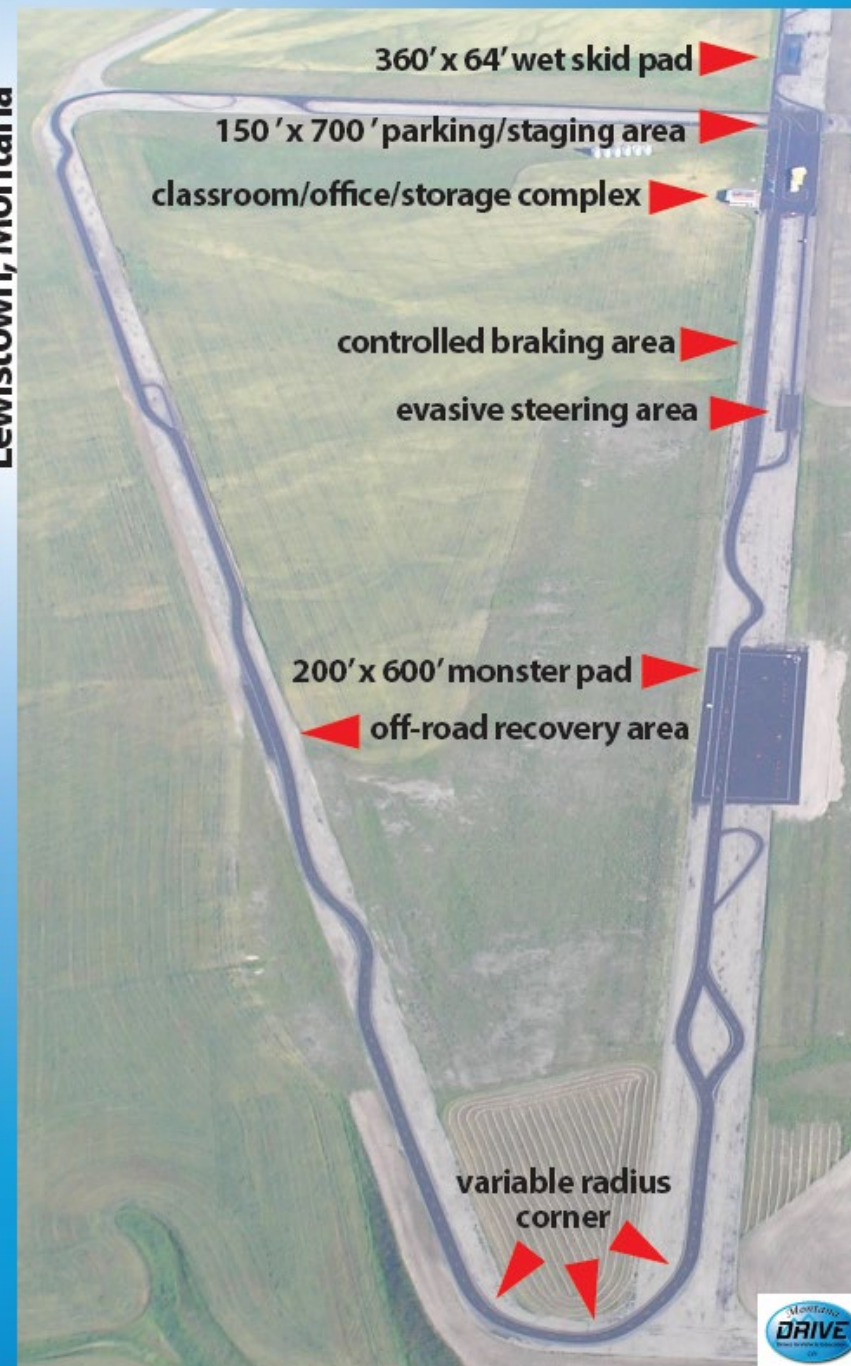 Lewistown, Montana
360' x 64' wet skid pad
150' x 700' parking/staging area
classroom/office/storage complex
controlled braking area
evasive steering area
200' x 600' monster pad
off-road recovery area
variable radius
corner
Montana
DRIVE